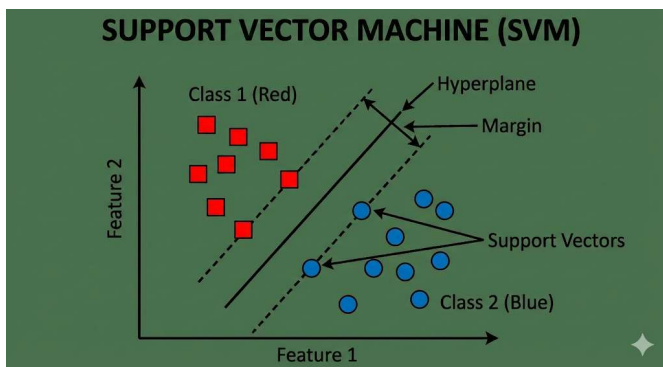 SUPPORT VECTOR MACHINE (SVM)
Class 1 (Red)
Hyperplane
Margin
Feature 2
Support Vectors
Class 2 (Blue)
Feature 1